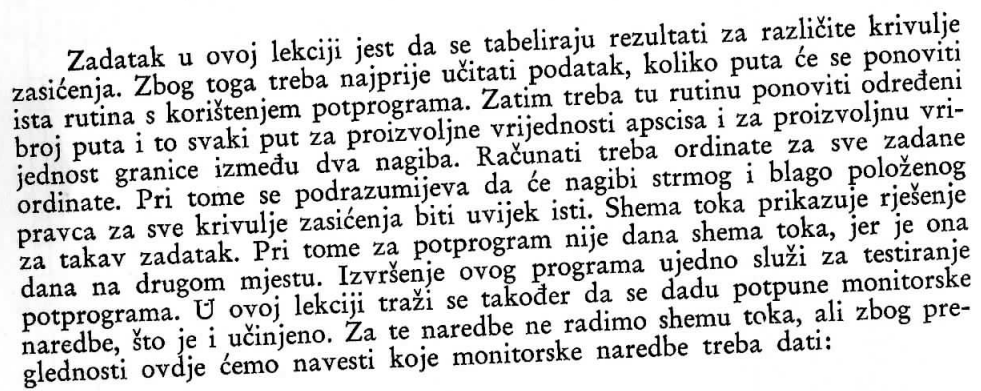 Zadatak u ovoj lekciji jest da se tabeliraju rezultati za različite krivulje
zasićenja. Zbog toga treba najprije učitati podatak, koliko puta će se ponoviti
ista rutina s korištenjem potprograma. Zatim treba tu rutinu ponoviti određeni
broj puta i to svaki put za proizvoljne vrijednosti apscisa i za proizvoljnu vri-
jednost granice između dva nagiba. Računati treba ordinate za sve zadane
ordinate. Pri tome se podrazumijeva da će nagibi strmog i blago položenog
pravca za sve krivulje zasićenja biti uvijek isti. Shema toka prikazuje rješenje
za takav zadatak. Pri tome za potprogram nije dana shema toka, jer je ona
dana na drugom mjestu. Izvršenje ovog programa ujedno služi za testiranje
potprograma. U ovoj lekciji traži se također da se dadu potpune monitorske
naredbe, što je i učinjeno. Za te naredbe ne radimo shemu toka, ali zbog pre-
glednosti ovdje ćemo navesti koje monitorske naredbe treba dati: